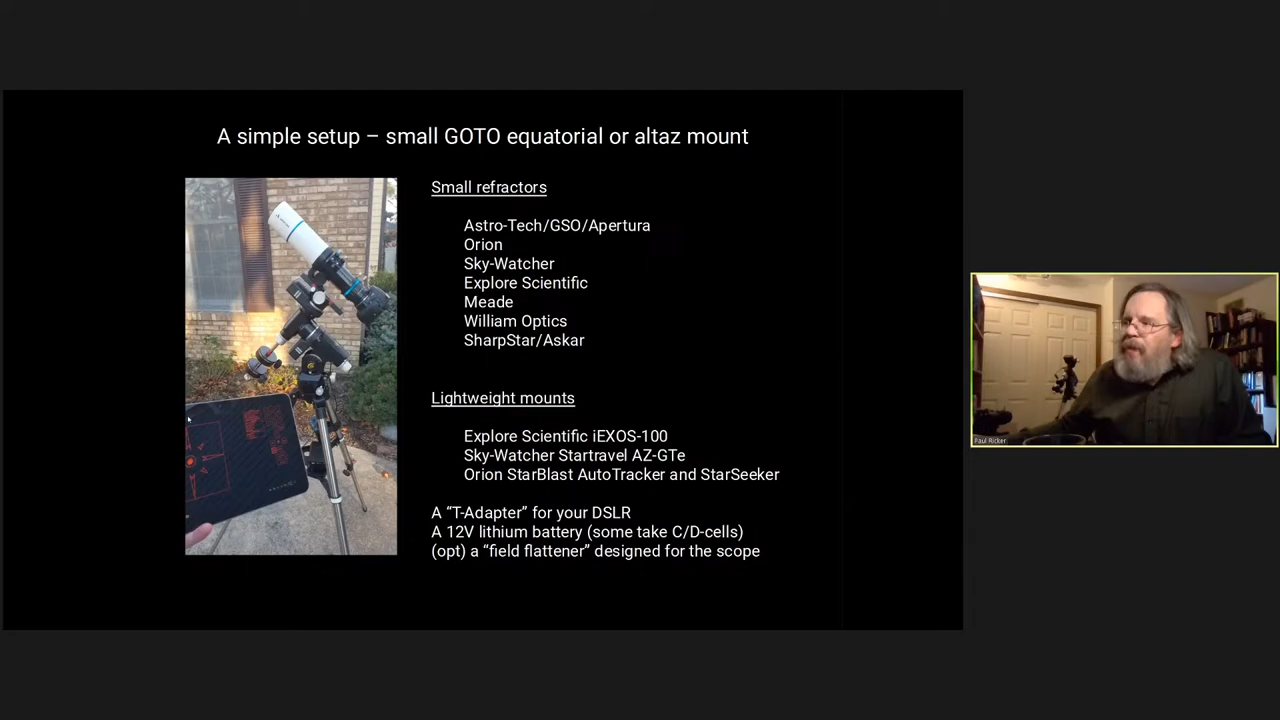 A simple setup – small GOTO equatorial or altaz mount
Small refractors
Astro-Tech/GSO/Apertura
Orion
Sky-Watcher
Explore Scientific
Meade
William Optics
SharpStar/Askar
Lightweight mounts
Explore Scientific iEXOS-100
Sky-Watcher Startravel AZ-GTe
Orion StarBlast AutoTracker and StarSeeker
A “T-Adapter” for your DSLR
A 12V lithium battery (some take C/D-cells)
(opt) a “field flattener” designed for the scope
Paul Ricker